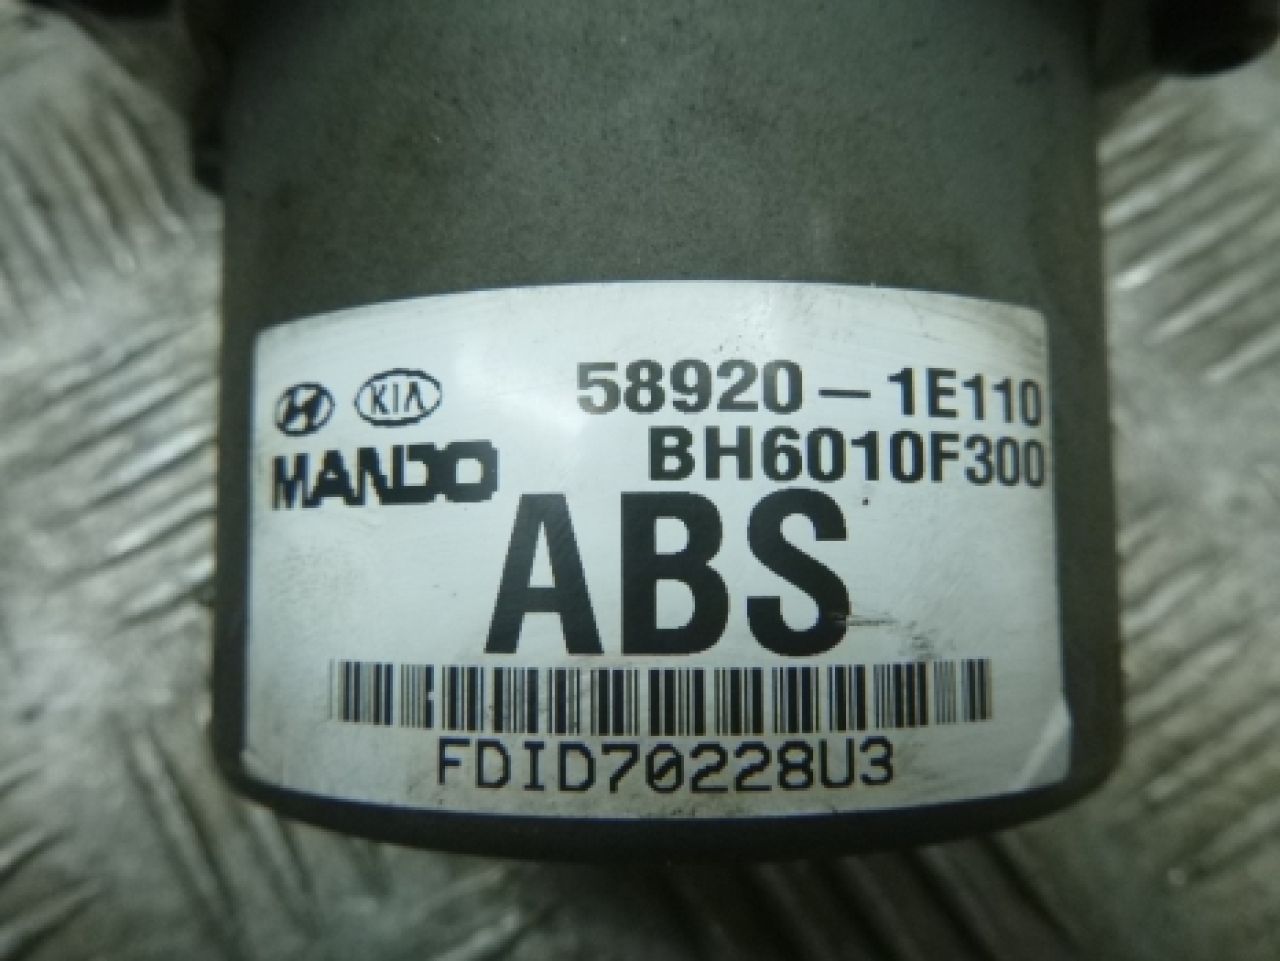 H KIA 58920 - 1E110
MANDO BH6010F300
ABS
FDID70228U3